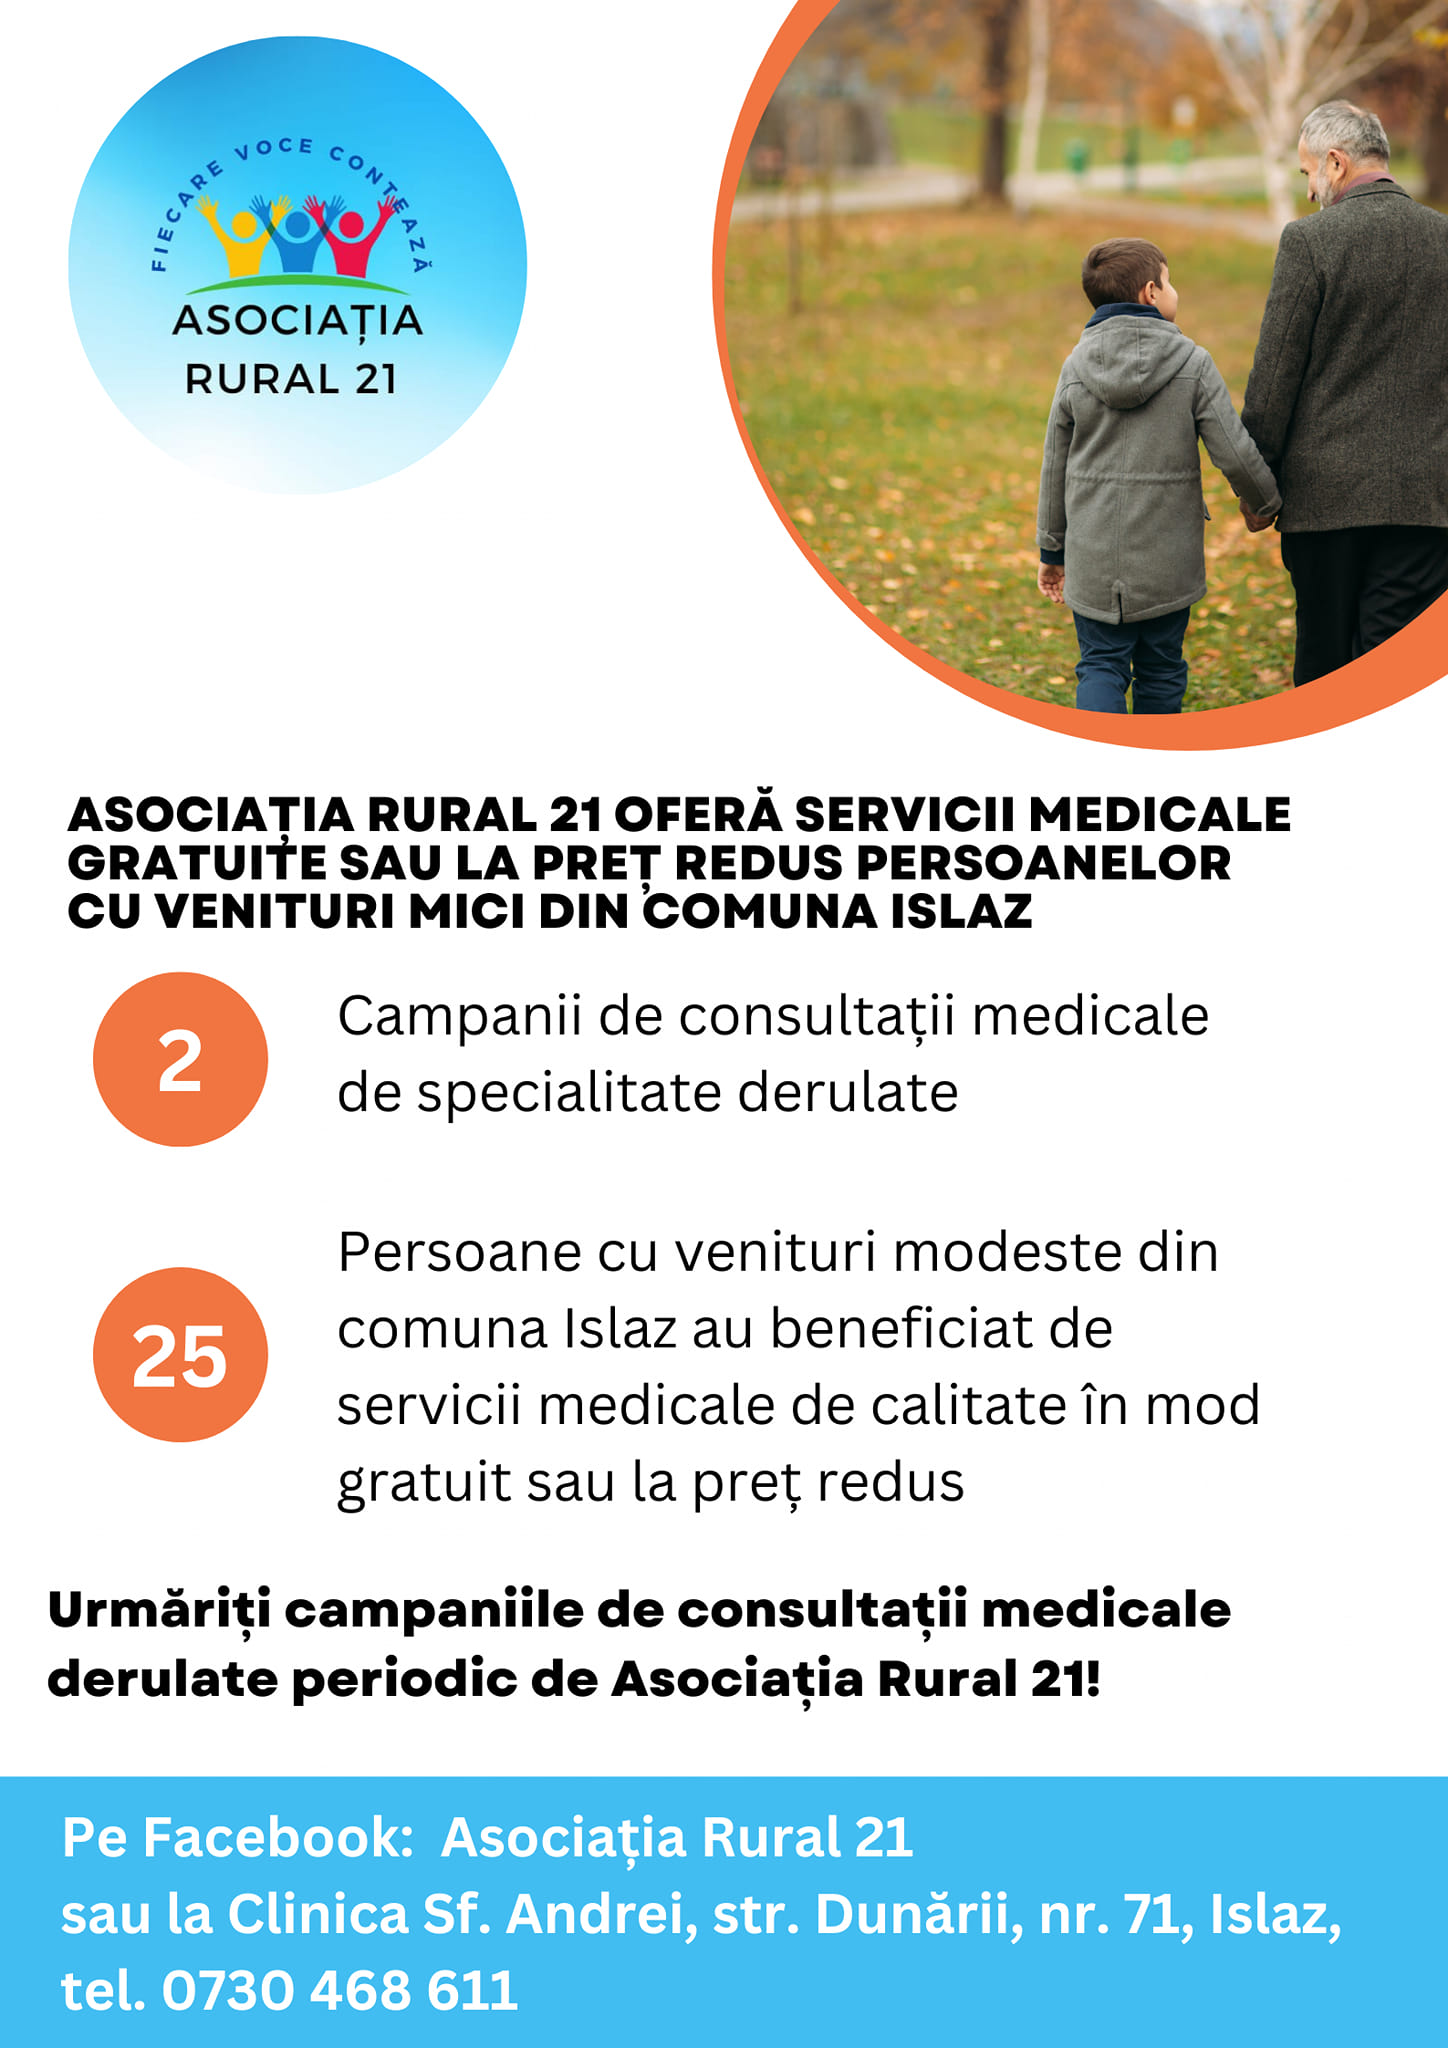 FIECARE VOCE CONTEAZĂ
ASOCIAȚIA
RURAL 21
ASOCIAȚIA RURAL 21 OFERĂ SERVICII MEDICALE
GRATUITE SAU LA PREȚ REDUS PERSOANELOR
CU VENITURI MICI DIN COMUNA ISLAZ
2
Campanii de consultații medicale
de specialitate derulate
25
Persoane cu venituri modeste din
comuna Islaz au beneficiat de
servicii medicale de calitate în mod
gratuit sau la preț redus
Urmăriți campaniile de consultații medicale
derulate periodic de Asociația Rural 21!
Pe Facebook: Asociația Rural 21
sau la Clinica Sf. Andrei, str. Dunării, nr. 71, Islaz,
tel. 0730 468 611